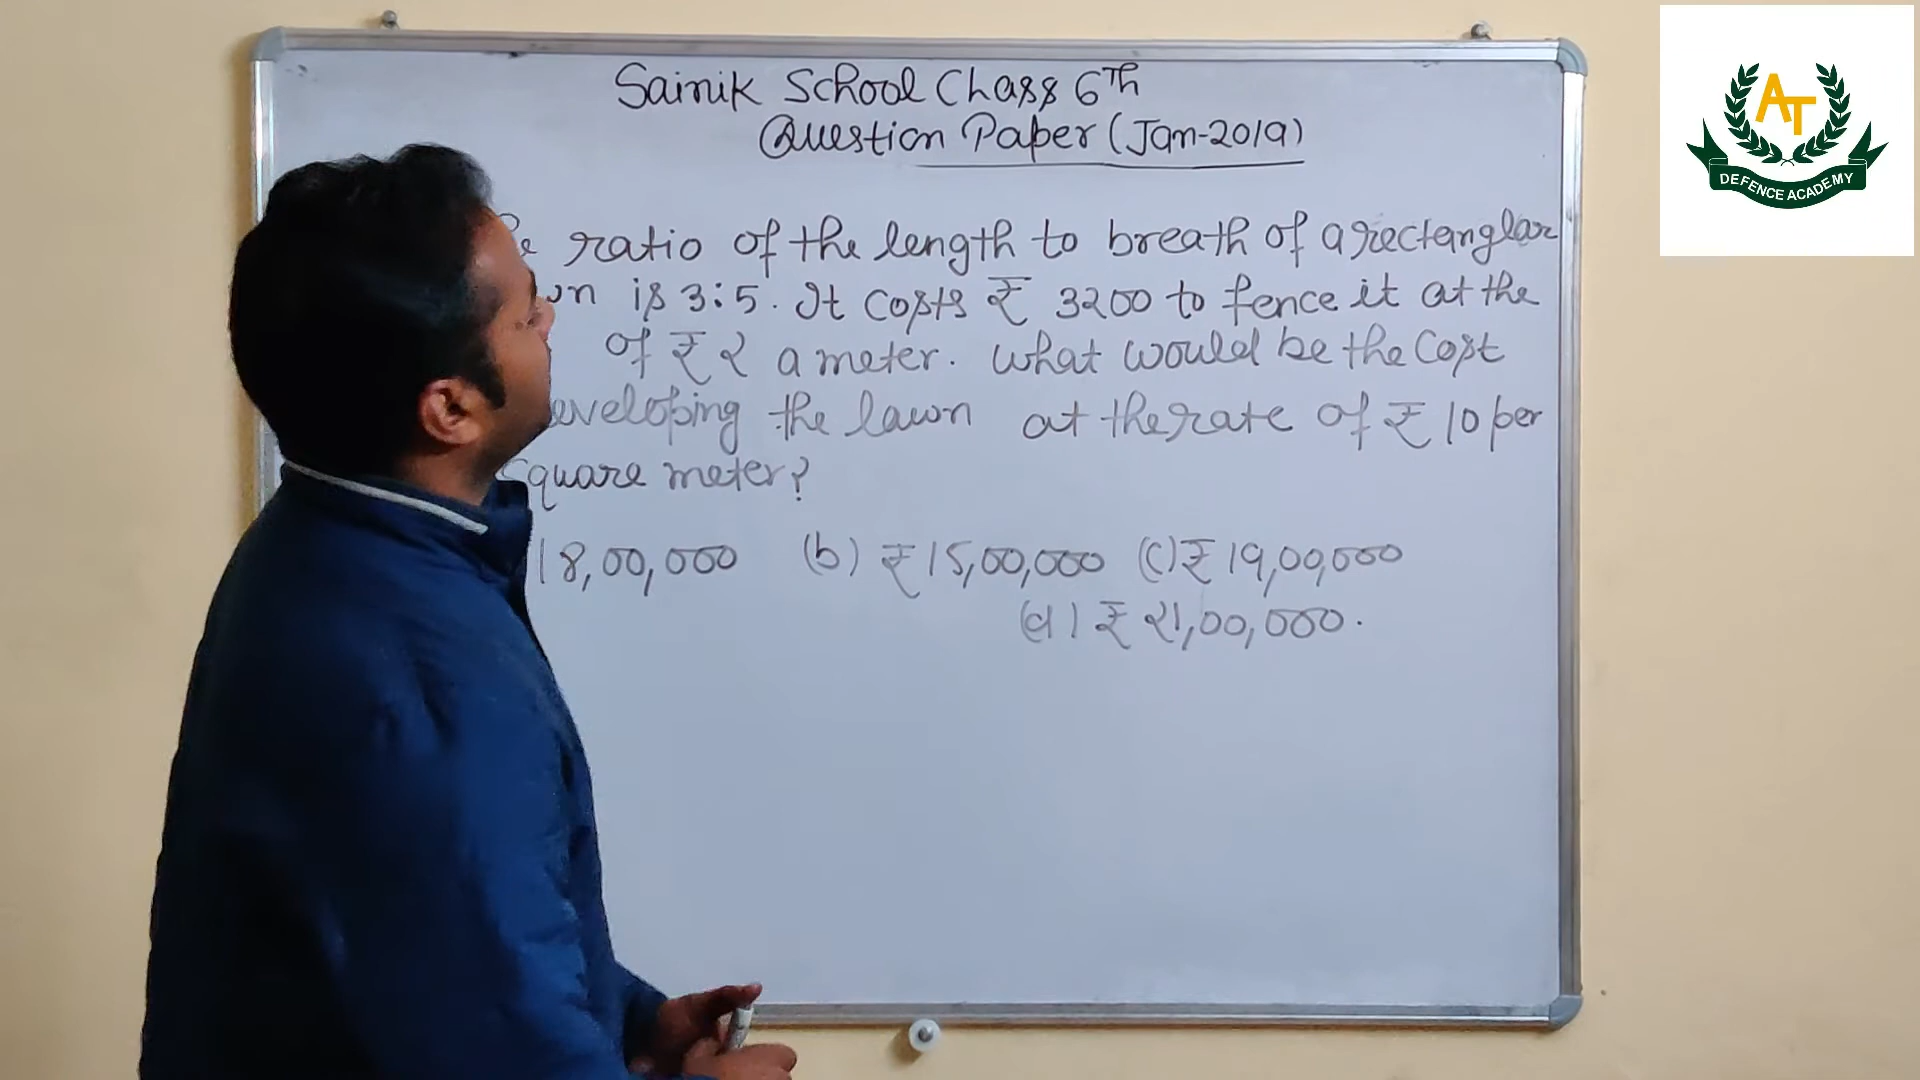 Sainik School Class 6Th
Question Paper (Jan-2019)
ratio of the length to breath of a rectanglar
is 3:5. It costs ₹ 3200 to fence it at the
of ₹ 2 a meter. What would be the cost
the lawn at the rate of ₹ 10 per
square meter?
18,00,000 (b) ₹ 15,00,000 (c) ₹ 19,00,000
(d) ₹ 21,00,000.
AT
DEFENCE ACADEMY